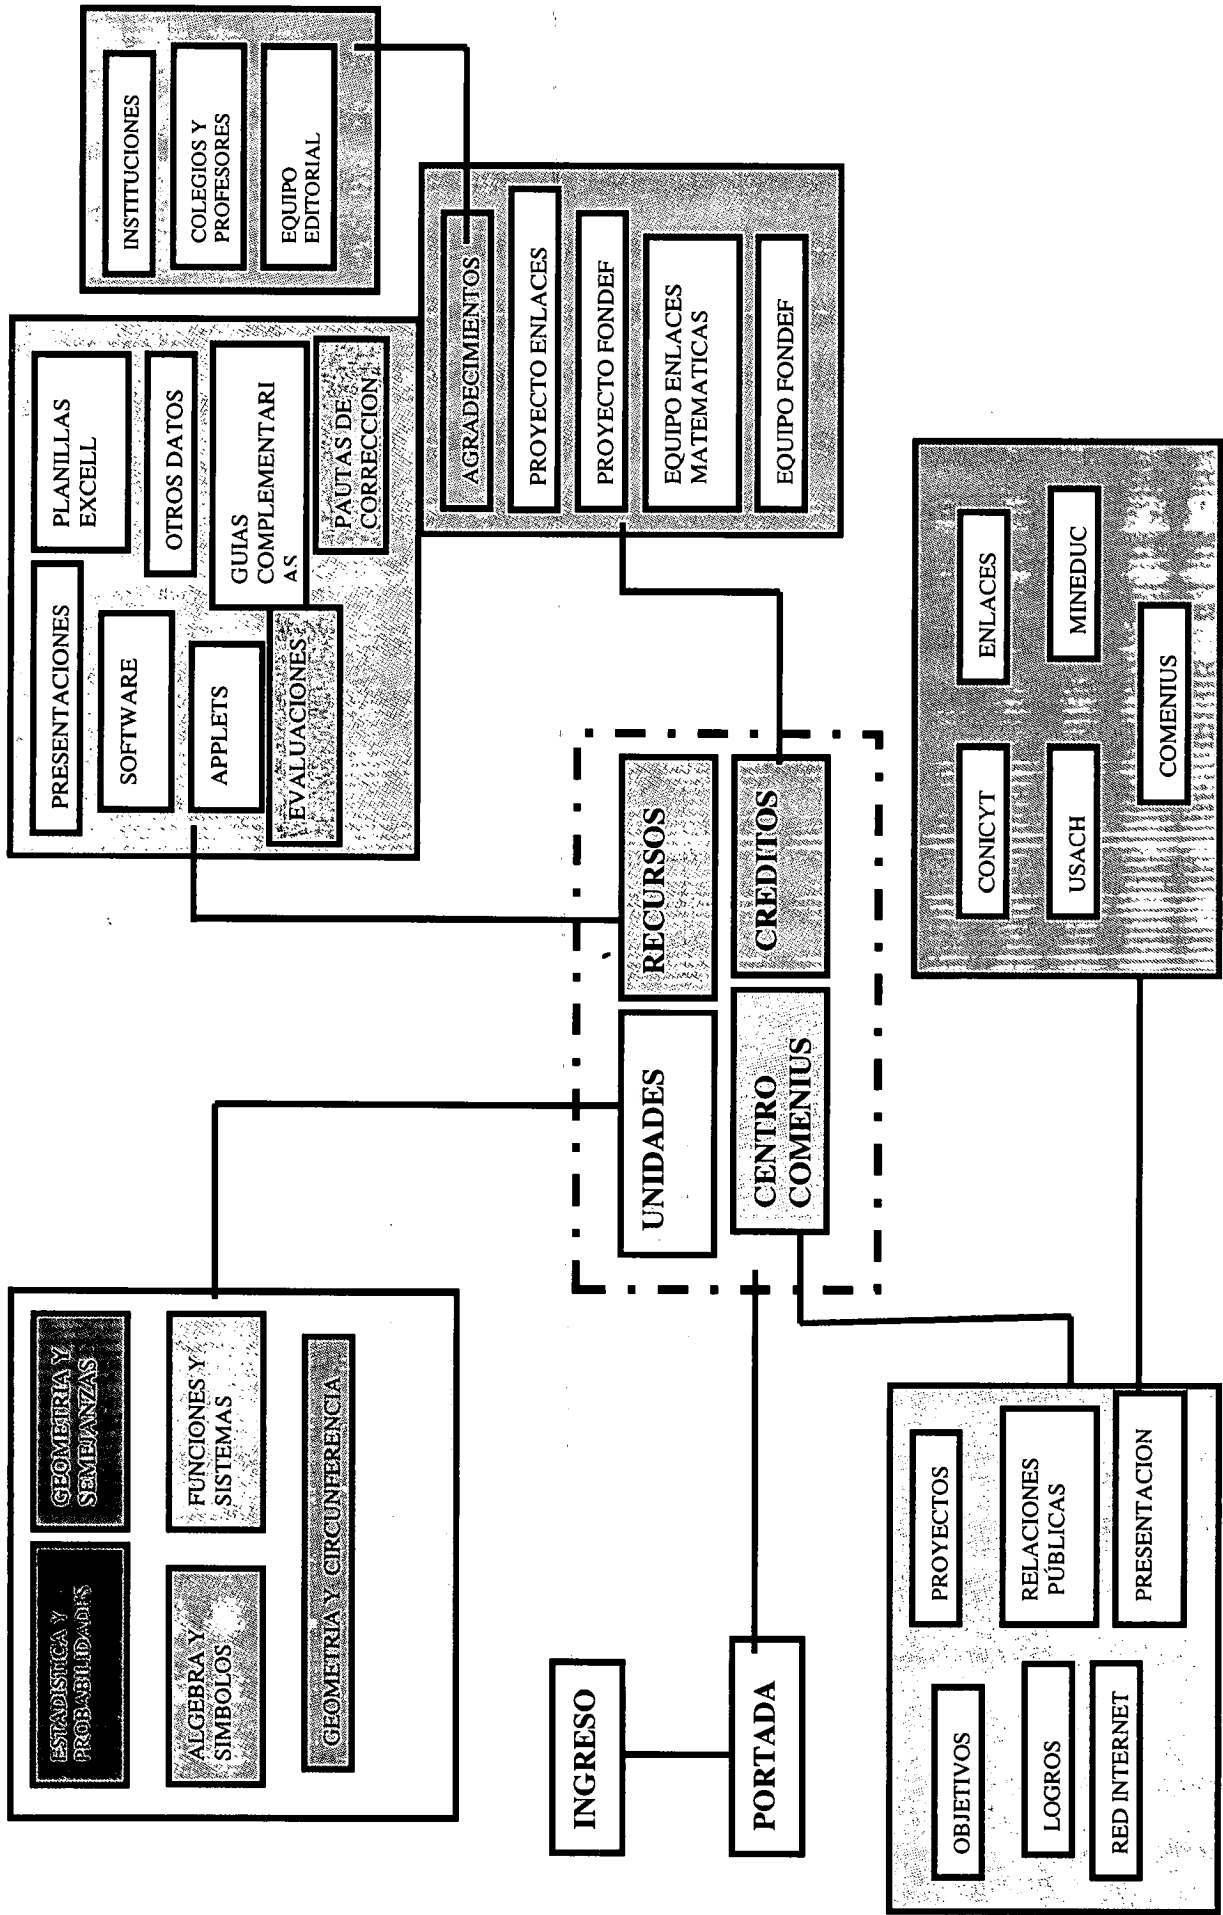 ESTADISTICA Y
PROBABILIDADES
GEOMETRIA Y
SEMEJANZAS
ALGEBRA Y
SIMBOLOS
FUNCIONES Y
SISTEMAS
GEOMETRIA Y CIRCUNFERENCIA
PRESENTACIONES
PLANILLAS
EXCELL
SOFTWARE
OTROS DATOS
APPLETS
GUIAS
COMPLEMENTARI
AS
EVALUACIONES
PAUTAS DE
CORRECCION
INSTITUCIONES
COLEGIOS Y
PROFESORES
EQUIPO
EDITORIAL
AGRADECIMIENTOS
PROYECTO ENLACES
PROYECTO FONDEF
EQUIPO ENLACES
MATEMATICAS
EQUIPO FONDEF
INGRESO
PORTADA
UNIDADES
RECURSOS
CENTRO
COMENIUS
CREDITOS
OBJETIVOS
PROYECTOS
LOGROS
RELACIONES
PÚBLICAS
RED INTERNET
PRESENTACION
CONICYT
ENLACES
USACH
MINEDUC
COMENIUS